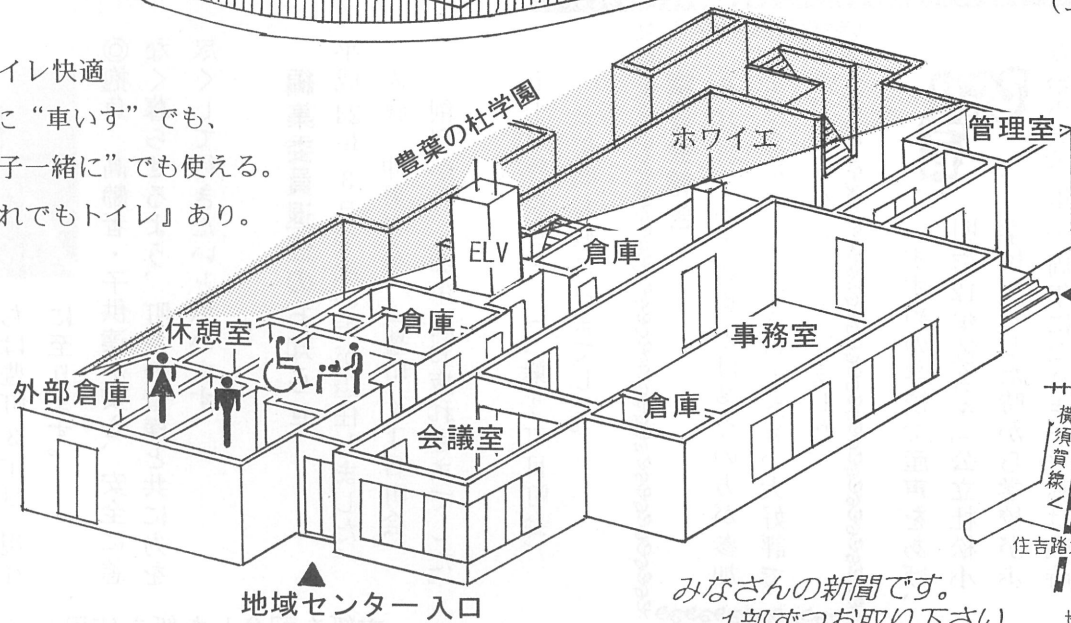 イレ快適
に“車いす”でも、
子一緒に”でも使える。
れでもトイレ』あり。
豊葉の杜学園
ホワイエ
管理室
ELV
倉庫
休憩室
倉庫
事務室
外部倉庫
倉庫
会議室
地域センター入口
横須賀線
住吉踏
みなさんの新聞です。
1部ずつお取り下さい